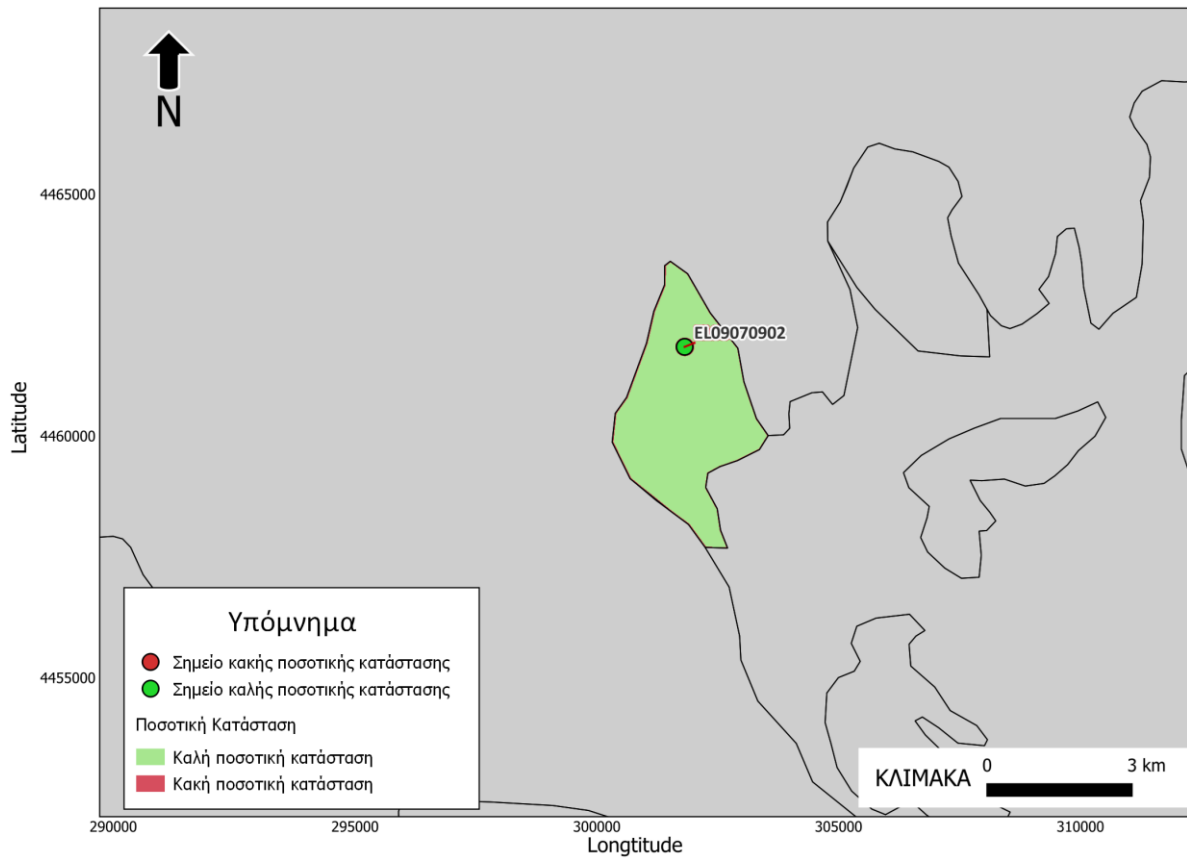 N
4465000
EL09070902
4460000
Latitude
4455000
Υπόμνημα
Σημείο κακής ποσοτικής κατάστασης
Σημείο καλής ποσοτικής κατάστασης
Ποσοτική Κατάσταση
Καλή ποσοτική κατάσταση
Κακή ποσοτική κατάσταση
ΚΛΙΜΑΚΑ 0 3 km
290000 295000 300000 305000 310000
Longtitude